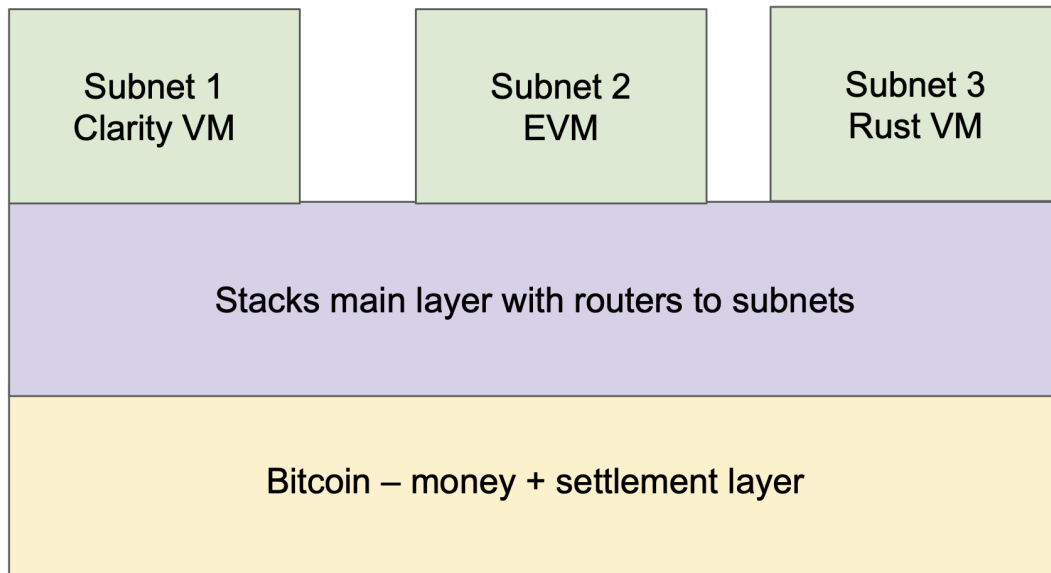 Subnet 1
Clarity VM
Subnet 2
EVM
Subnet 3
Rust VM
Stacks main layer with routers to subnets
Bitcoin – money + settlement layer